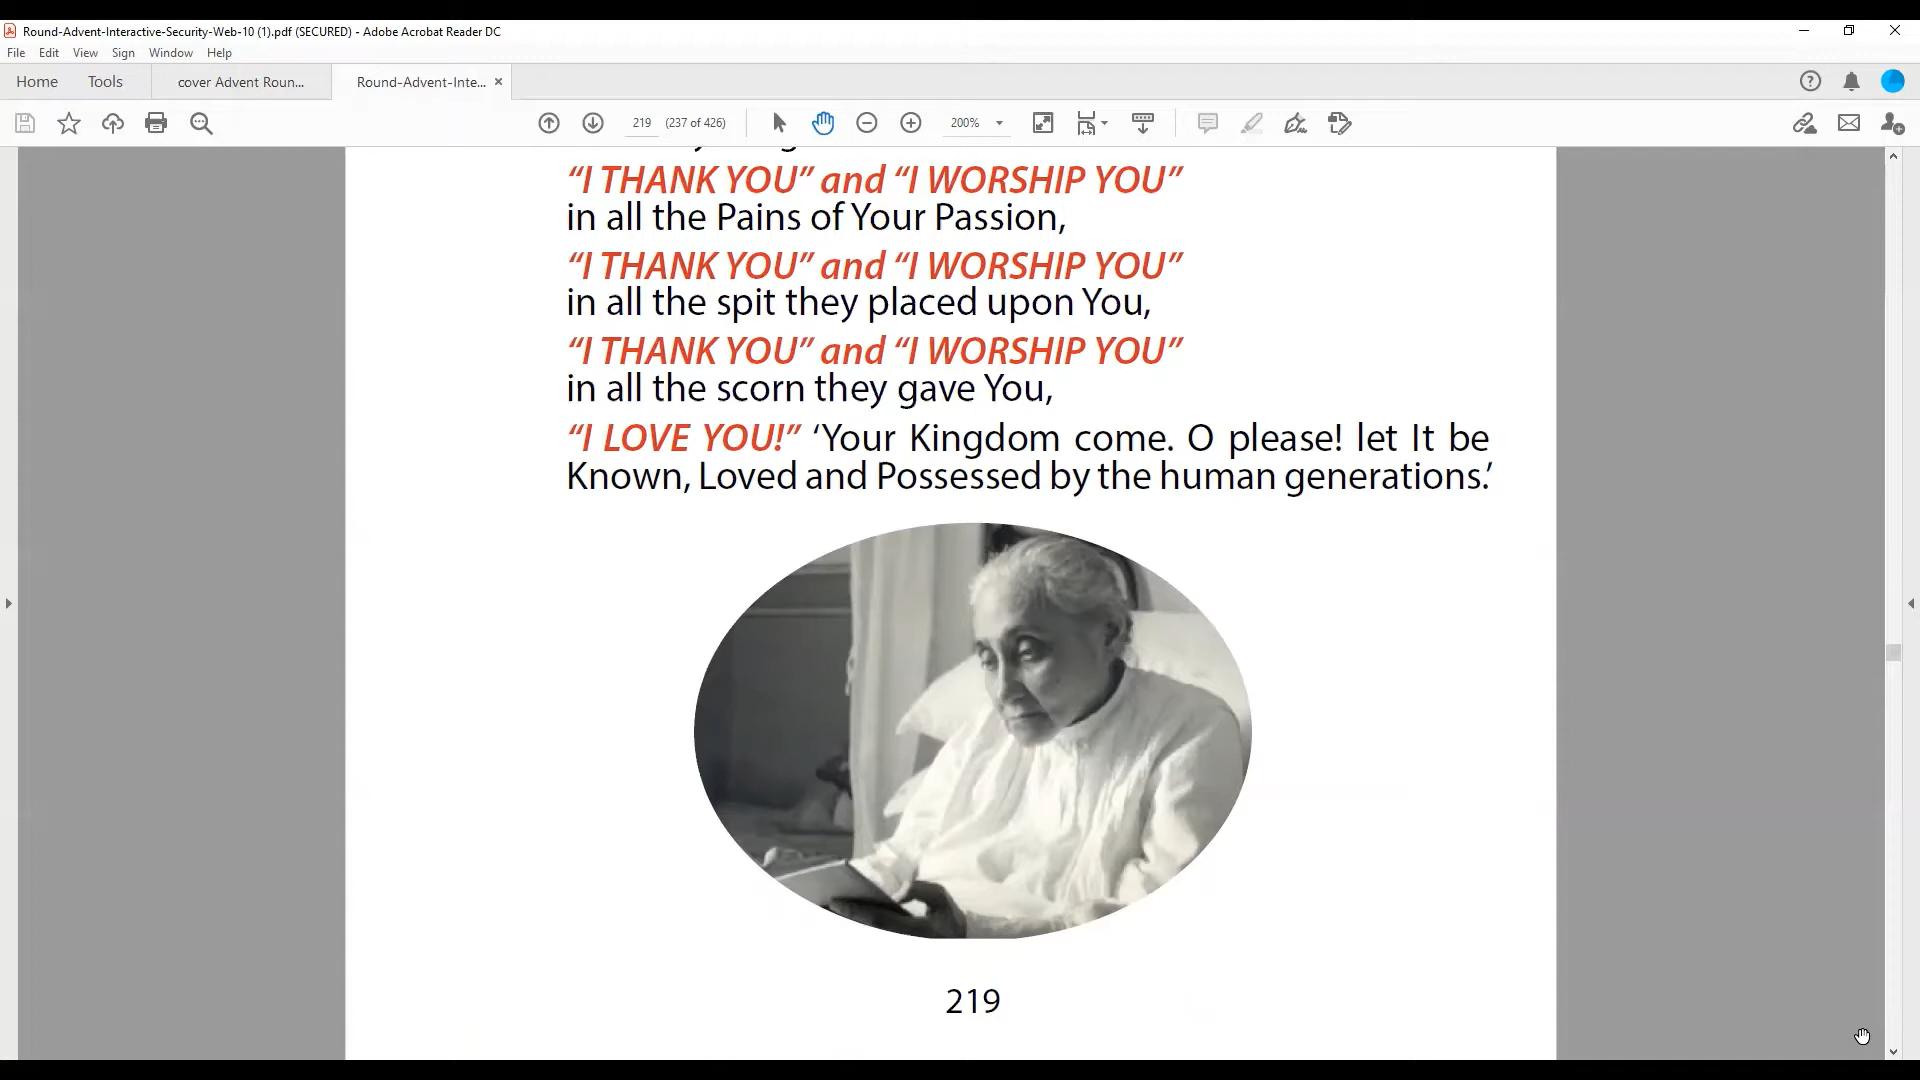 Round-Advent-Interactive-Security-Web-10 (1).pdf (SECURED) - Adobe Acrobat Reader DC
File Edit View Sign Window Help
Home Tools cover Advent Roun... Round-Advent-Inte... ×
219 (237 of 426) 200%
“I THANK YOU” and “I WORSHIP YOU”
in all the Pains of Your Passion,
“I THANK YOU” and “I WORSHIP YOU”
in all the spit they placed upon You,
“I THANK YOU” and “I WORSHIP YOU”
in all the scorn they gave You,
“I LOVE YOU!” ‘Your Kingdom come. O please! let It be
Known, Loved and Possessed by the human generations.’
219